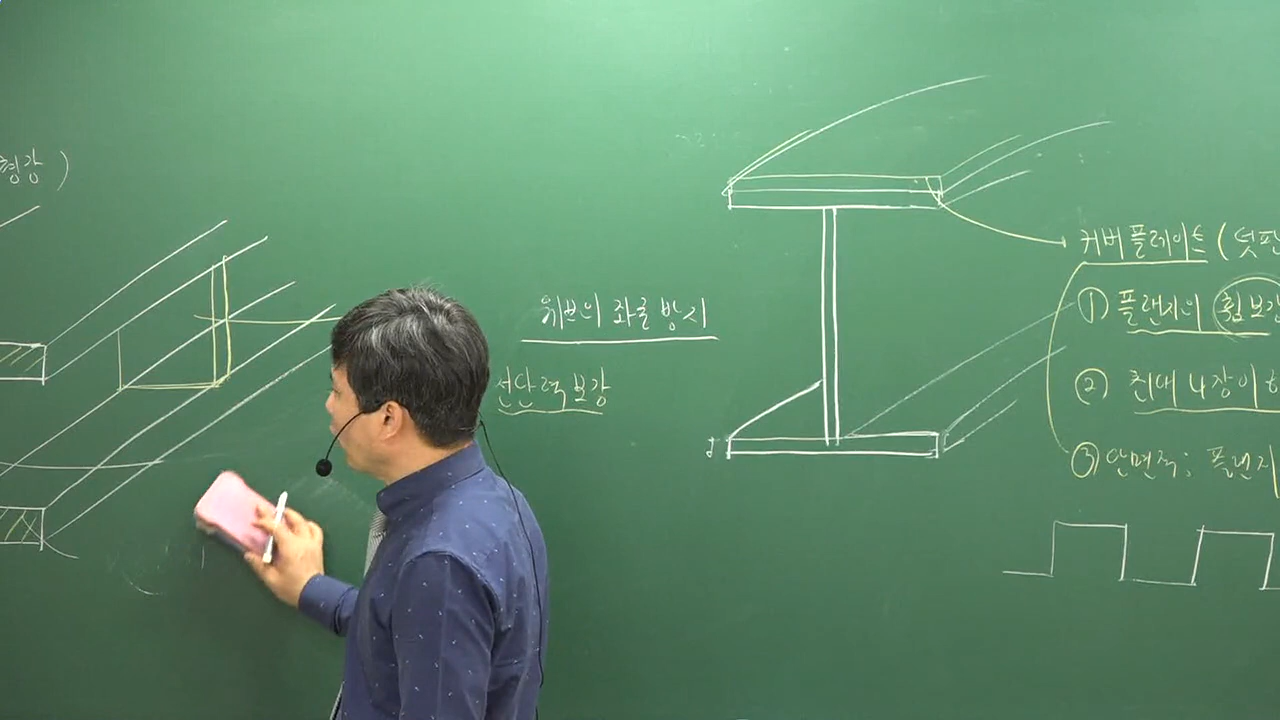 형강)
웨브의 좌굴 방지
전단력 보강
커버 플레이트 (덧판
① 플랜지의 휨 보강
② 최대 4장 이하
③ 단면적 : 플랜지